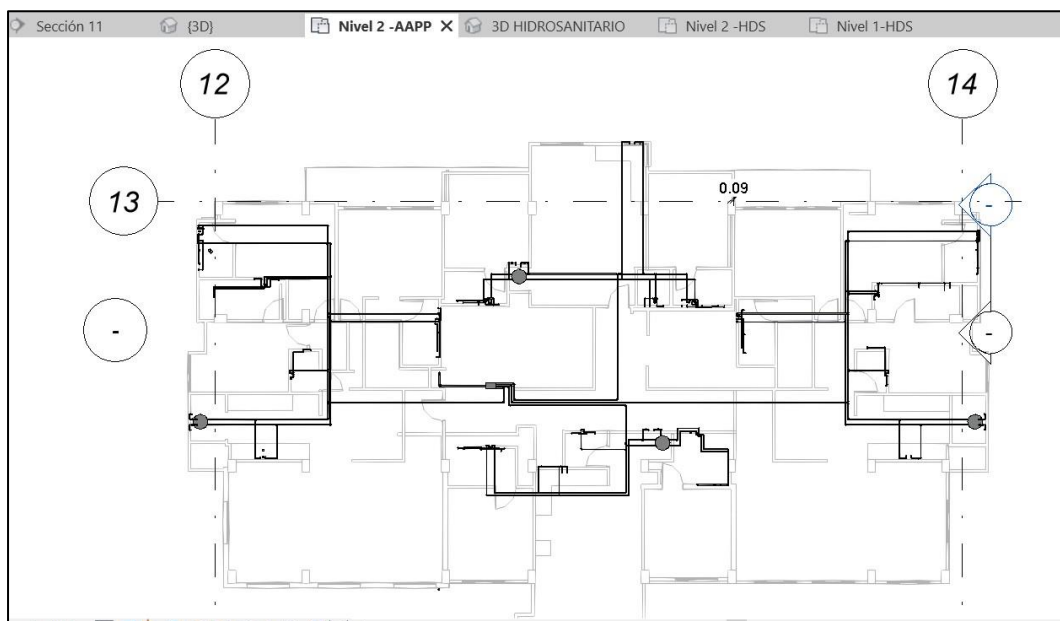 Sección 11 {3D} Nivel 2 -AAPP 3D HIDROSANITARIO Nivel 2 -HDS Nivel 1-HDS
12 14
13 0.09 -
- -